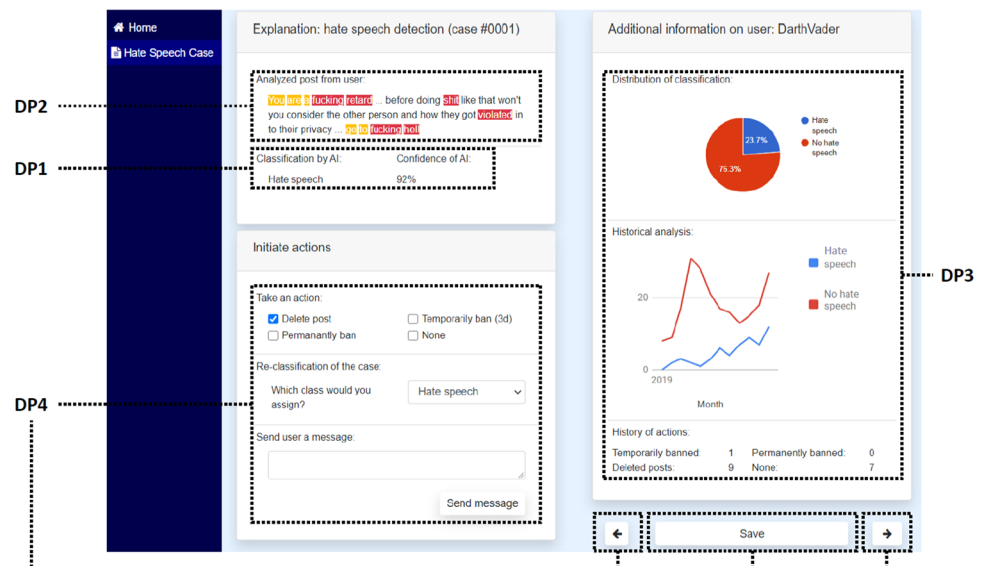 Home
Hate Speech Case
Explanation: hate speech detection (case #0001)
Analyzed post from user:
You are a fucking retard ... before doing shit like that won't
you consider the other person and how they got violated in
to their privacy ... go to fucking hell
Classification by AI: Confidence of AI:
Hate speech 92%
Initiate actions
Take an action:
Delete post Temporarily ban (3d)
Permanantly ban None
Re-classification of the case:
Which class would you
assign?
Hate speech
Send user a message:
Send message
Additional information on user: DarthVader
Distribution of classification:
Hate
speech
No hate
speech
23.7%
75.3%
Historical analysis:
Hate
speech
No hate
speech
20
0
2019
Month
History of actions:
Temporarily banned: 1 Permanently banned: 0
Deleted posts: 9 None: 7
Save
DP2
DP1
DP3
DP4